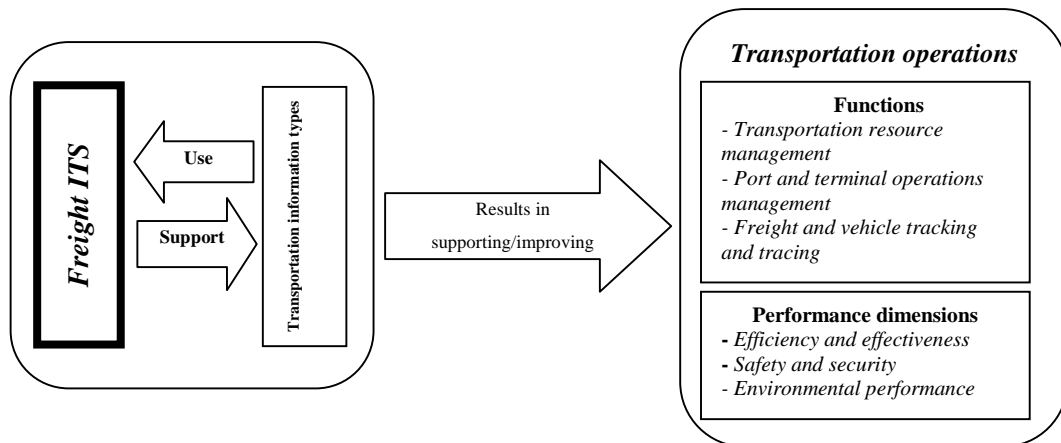 Freight ITS
Use
Support
Transportation information types
Results in
supporting/improving
Transportation operations
Functions
- Transportation resource
management
- Port and terminal operations
management
- Freight and vehicle tracking
and tracing
Performance dimensions
- Efficiency and effectiveness
- Safety and security
- Environmental performance